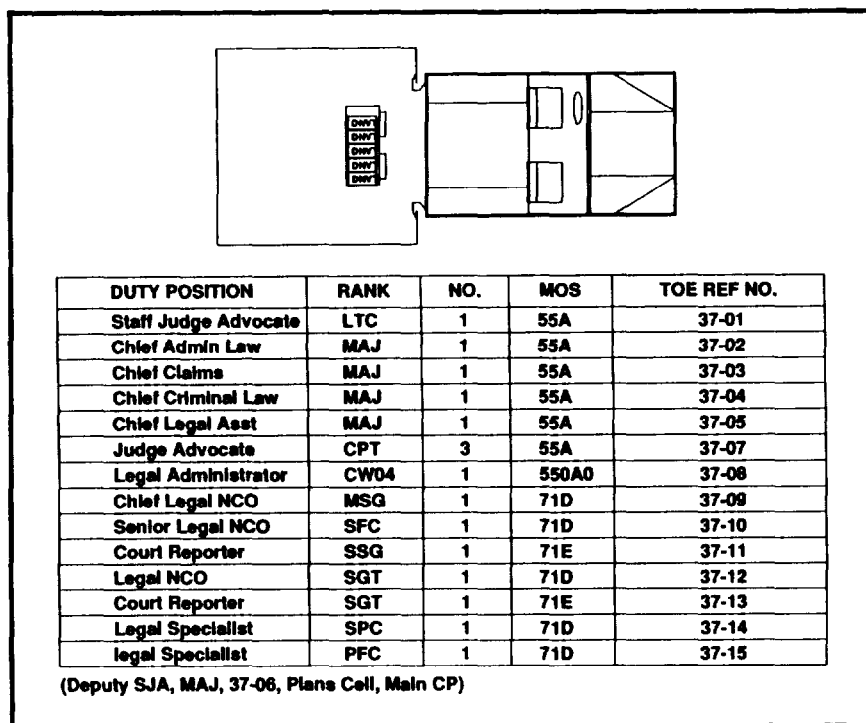 DNVT
DNVT
DNVT
DNVT
DNVT
DUTY POSITION RANK NO. MOS TOE REF NO.
Staff Judge Advocate LTC 1 55A 37-01
Chief Admin Law MAJ 1 55A 37-02
Chief Claims MAJ 1 55A 37-03
Chief Criminal Law MAJ 1 55A 37-04
Chief Legal Asst MAJ 1 55A 37-05
Judge Advocate CPT 3 55A 37-07
Legal Administrator CW04 1 550A0 37-08
Chief Legal NCO MSG 1 71D 37-09
Senior Legal NCO SFC 1 71D 37-10
Court Reporter SSG 1 71E 37-11
Legal NCO SGT 1 71D 37-12
Court Reporter SGT 1 71E 37-13
Legal Specialist SPC 1 71D 37-14
legal Specialist PFC 1 71D 37-15
(Deputy SJA, MAJ, 37-06, Plans Cell, Main CP)